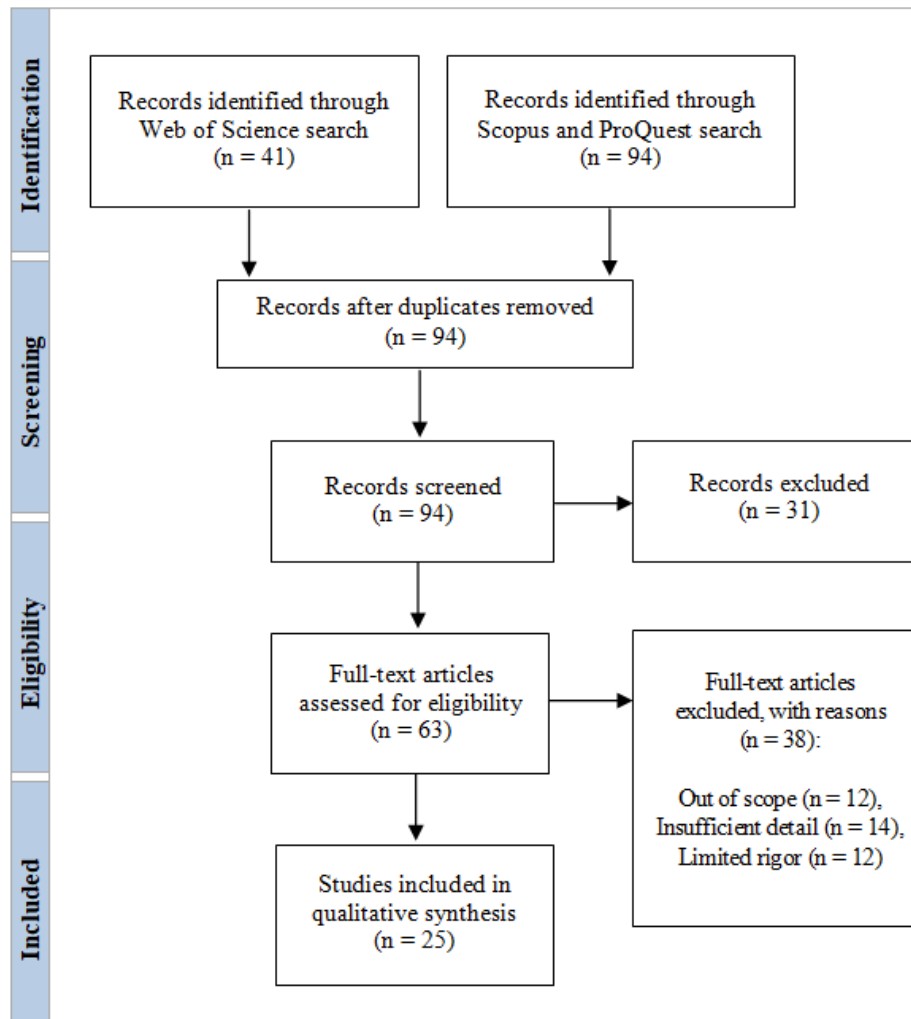 Identification
Records identified through
Web of Science search
(n = 41)
Records identified through
Scopus and ProQuest search
(n = 94)
Screening
Records after duplicates removed
(n = 94)
Records screened
(n = 94)
Records excluded
(n = 31)
Eligibility
Full-text articles
assessed for eligibility
(n = 63)
Full-text articles
excluded, with reasons
(n = 38):
Out of scope (n = 12),
Insufficient detail (n = 14),
Limited rigor (n = 12)
Included
Studies included in
qualitative synthesis
(n = 25)